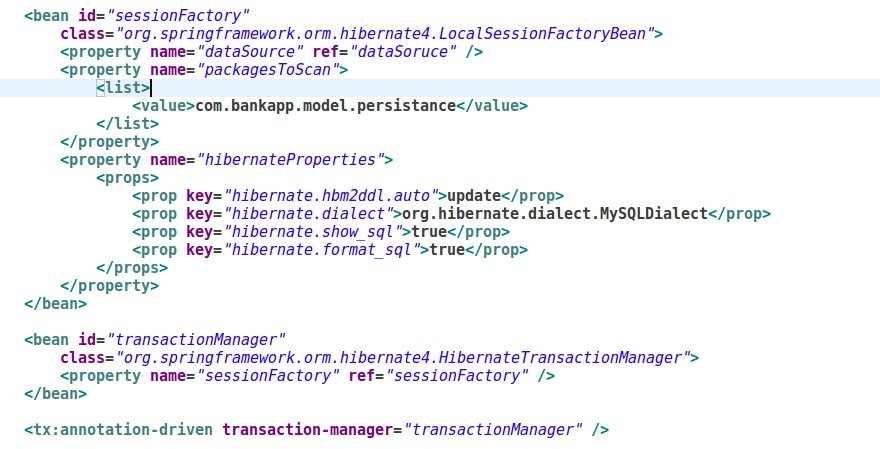 <bean id="sessionFactory"
    class="org.springframework.orm.hibernate4.LocalSessionFactoryBean">
    <property name="dataSource" ref="dataSoruce" />
    <property name="packagesToScan">
        <list>
            <value>com.bankapp.model.persistance</value>
        </list>
    </property>
    <property name="hibernateProperties">
        <props>
            <prop key="hibernate.hbm2ddl.auto">update</prop>
            <prop key="hibernate.dialect">org.hibernate.dialect.MySQLDialect</prop>
            <prop key="hibernate.show_sql">true</prop>
            <prop key="hibernate.format_sql">true</prop>
        </props>
    </property>
</bean>

<bean id="transactionManager"
    class="org.springframework.orm.hibernate4.HibernateTransactionManager">
    <property name="sessionFactory" ref="sessionFactory" />
</bean>

<tx:annotation-driven transaction-manager="transactionManager" />